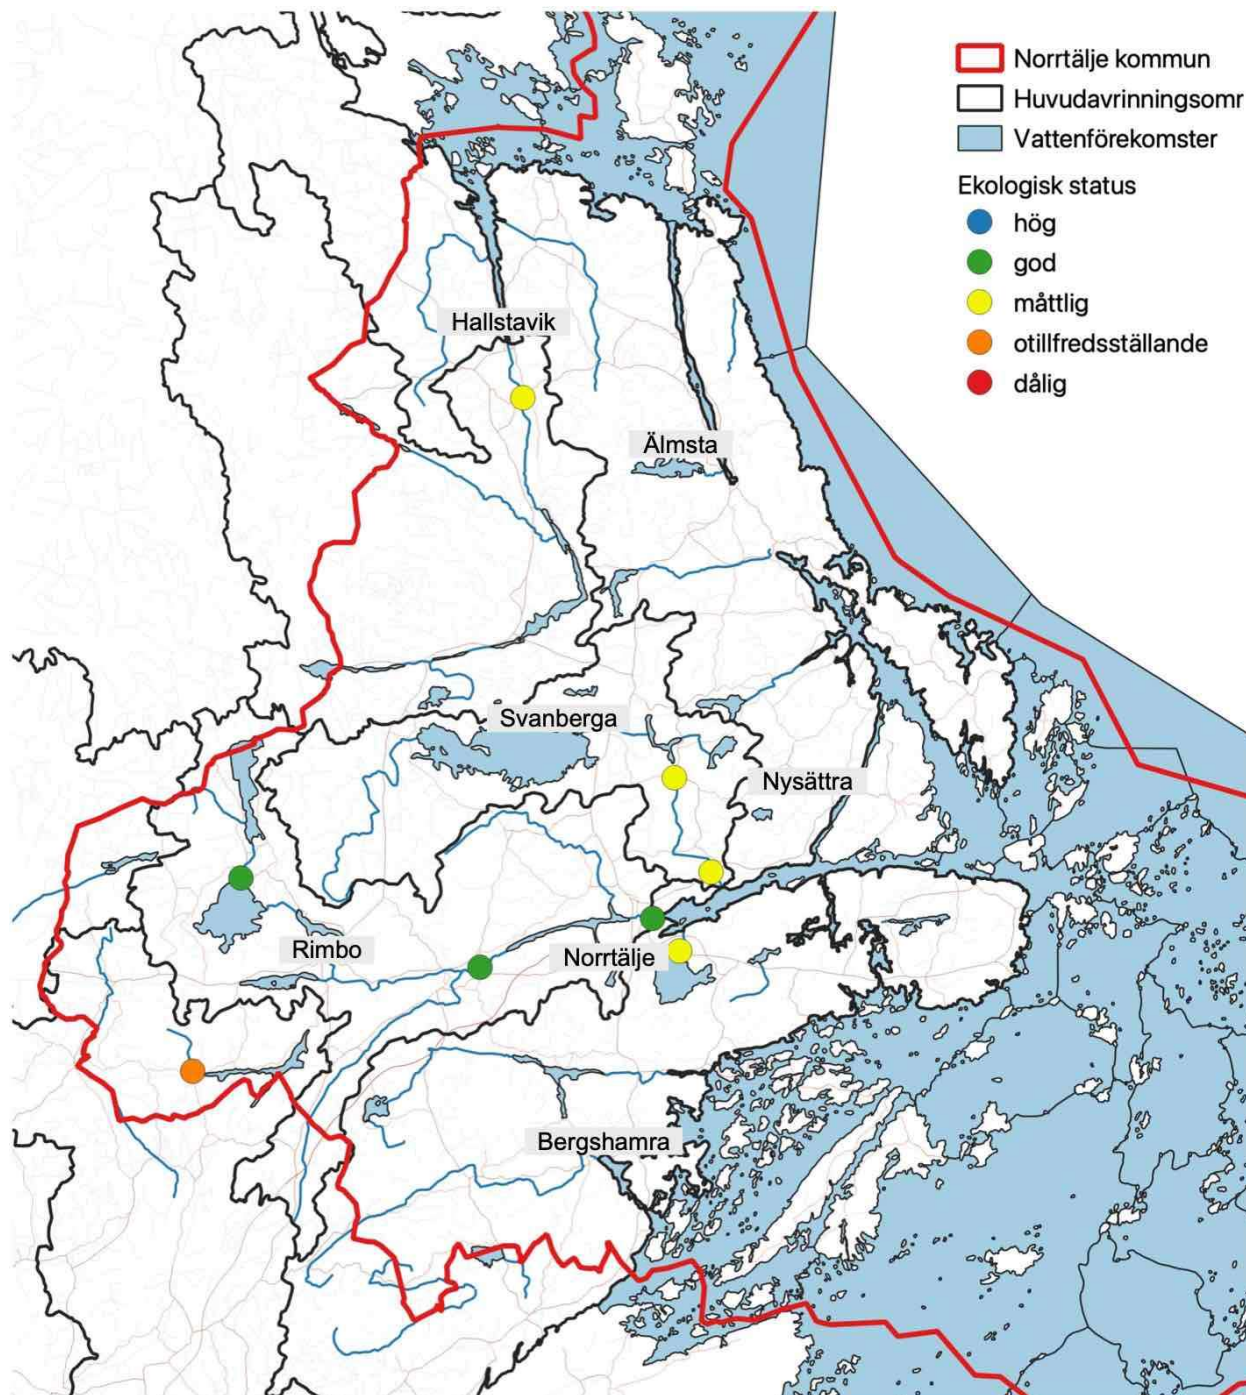 Norrtälje kommun
Huvudavrinningsomr
Vattenförekomster
Ekologisk status
hög
god
måttlig
otillfredsställande
dålig
Hallstavik
Älmsta
Svanberga
Nysättra
Rimbo
Norrtälje
Bergshamra